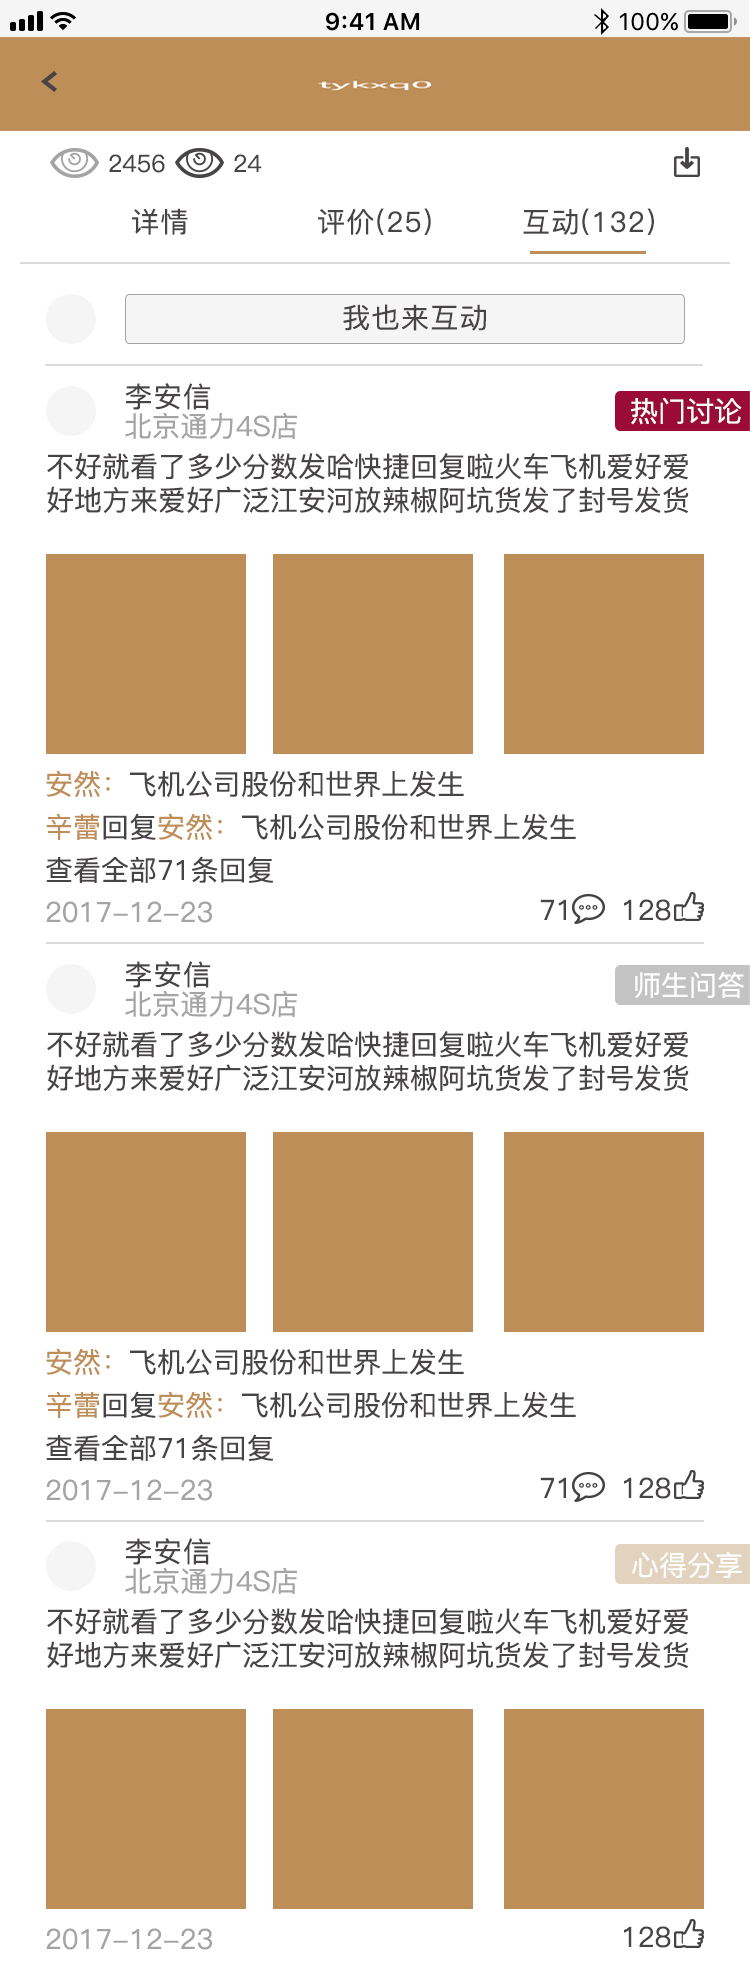 9:41 AM
100%
tykxq0
2456 24
详情 评价(25) 互动(132)
我也来互动
李安信
北京通力4S店
热门讨论
不好就看了多少分数发哈快捷回复啦火车飞机爱好爱
好地方来爱好广泛江安河放辣椒阿坑货发了封号发货
安然：飞机公司股份和世界上发生
辛蕾回复安然：飞机公司股份和世界上发生
查看全部71条回复
2017-12-23 71 128
李安信
北京通力4S店
师生问答
不好就看了多少分数发哈快捷回复啦火车飞机爱好爱
好地方来爱好广泛江安河放辣椒阿坑货发了封号发货
安然：飞机公司股份和世界上发生
辛蕾回复安然：飞机公司股份和世界上发生
查看全部71条回复
2017-12-23 71 128
李安信
北京通力4S店
心得分享
不好就看了多少分数发哈快捷回复啦火车飞机爱好爱
好地方来爱好广泛江安河放辣椒阿坑货发了封号发货
2017-12-23 128